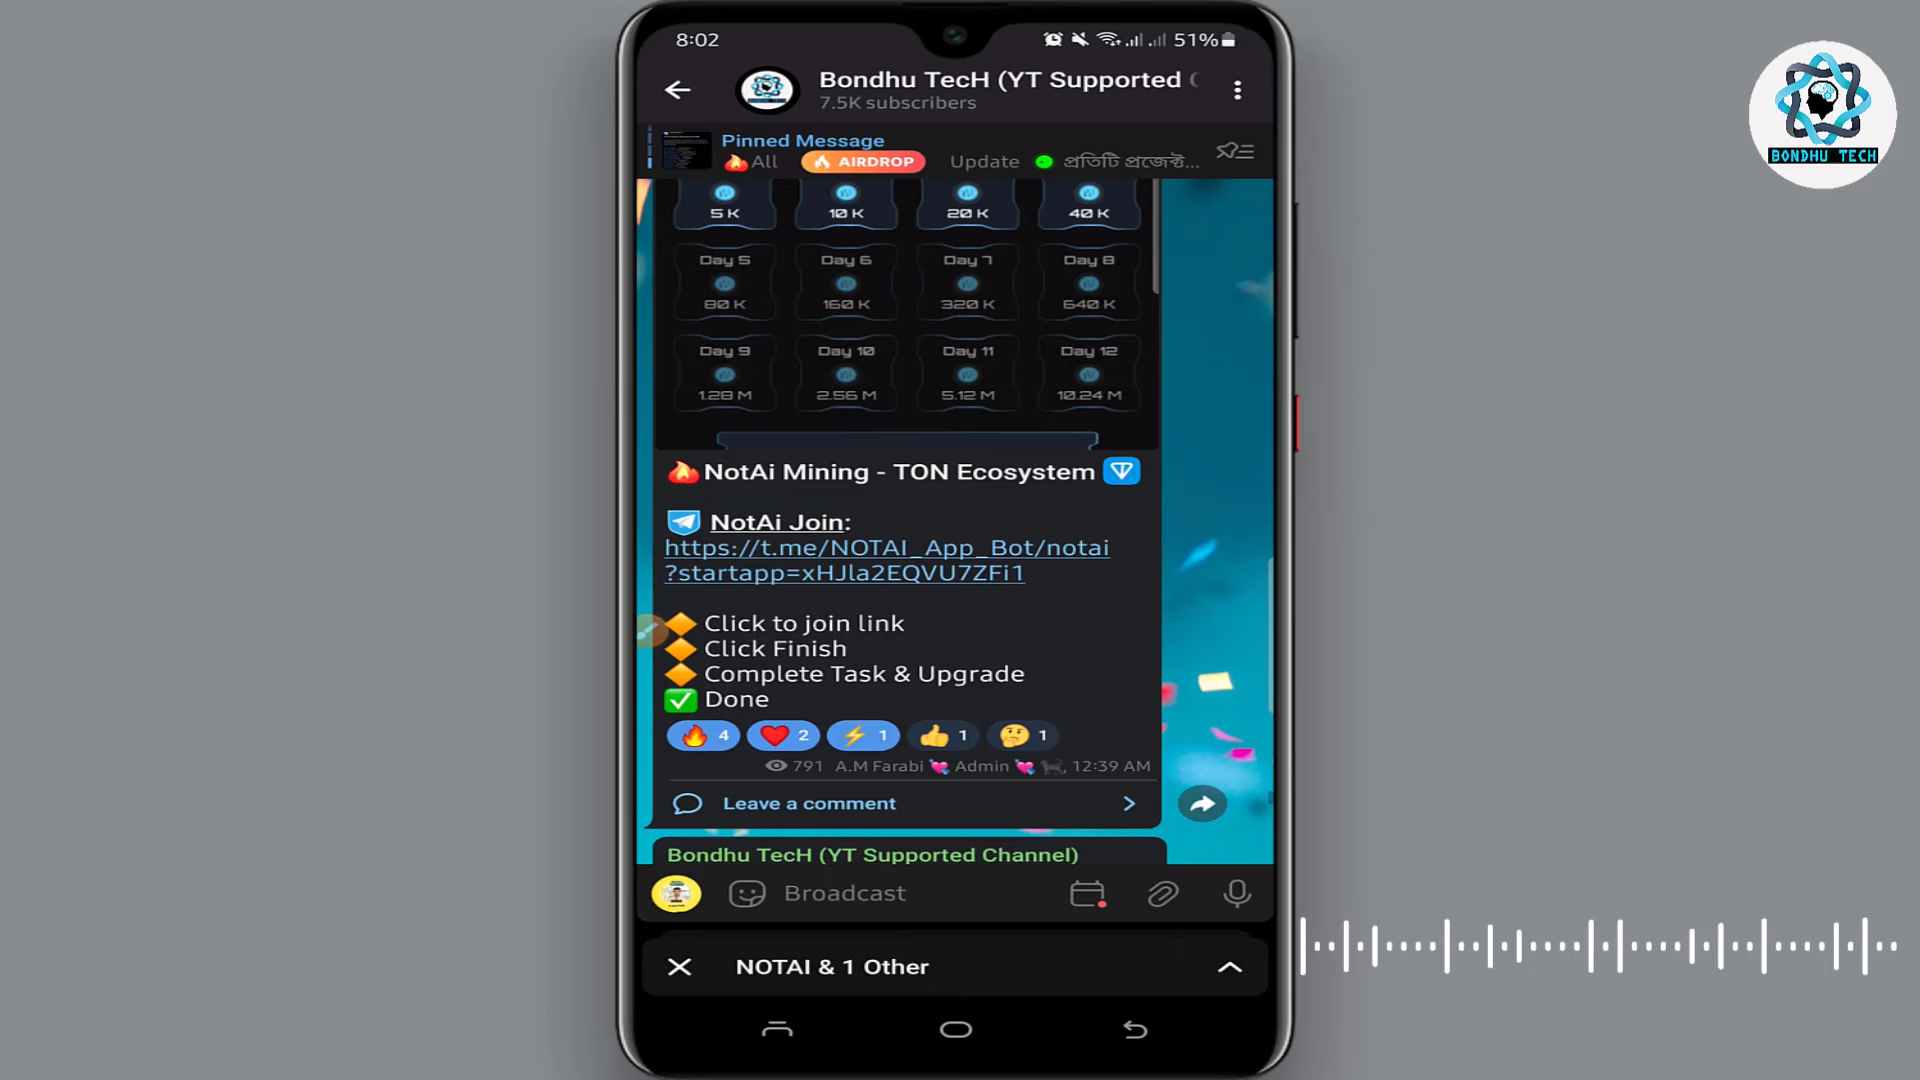 8:02
51%
Bondhu TecH (YT Supported
7.5K subscribers
Pinned Message
All AIRDROP Update প্রতিটি প্রজেক্ট...
5 K 10 K 20 K 40 K
Day 5 Day 6 Day 7 Day 8
80 K 160 K 320 K 640 K
Day 9 Day 10 Day 11 Day 12
1.28 M 2.56 M 5.12 M 10.24 M
🔥NotAi Mining - TON Ecosystem
NotAi Join:
https://t.me/NOTAI_App_Bot/notai
?startapp=xHJla2EQVU7ZFi1
🔶 Click to join link
🔶 Click Finish
🔶 Complete Task & Upgrade
✅ Done
🔥 4 ❤️ 2 ⚡ 1 👍 1 🤔 1
791 A.M Farabi 💘 Admin 💘 🐈‍⬛, 12:39 AM
Leave a comment
Bondhu TecH (YT Supported Channel)
Broadcast
NOTAI & 1 Other
BONDHU TECH